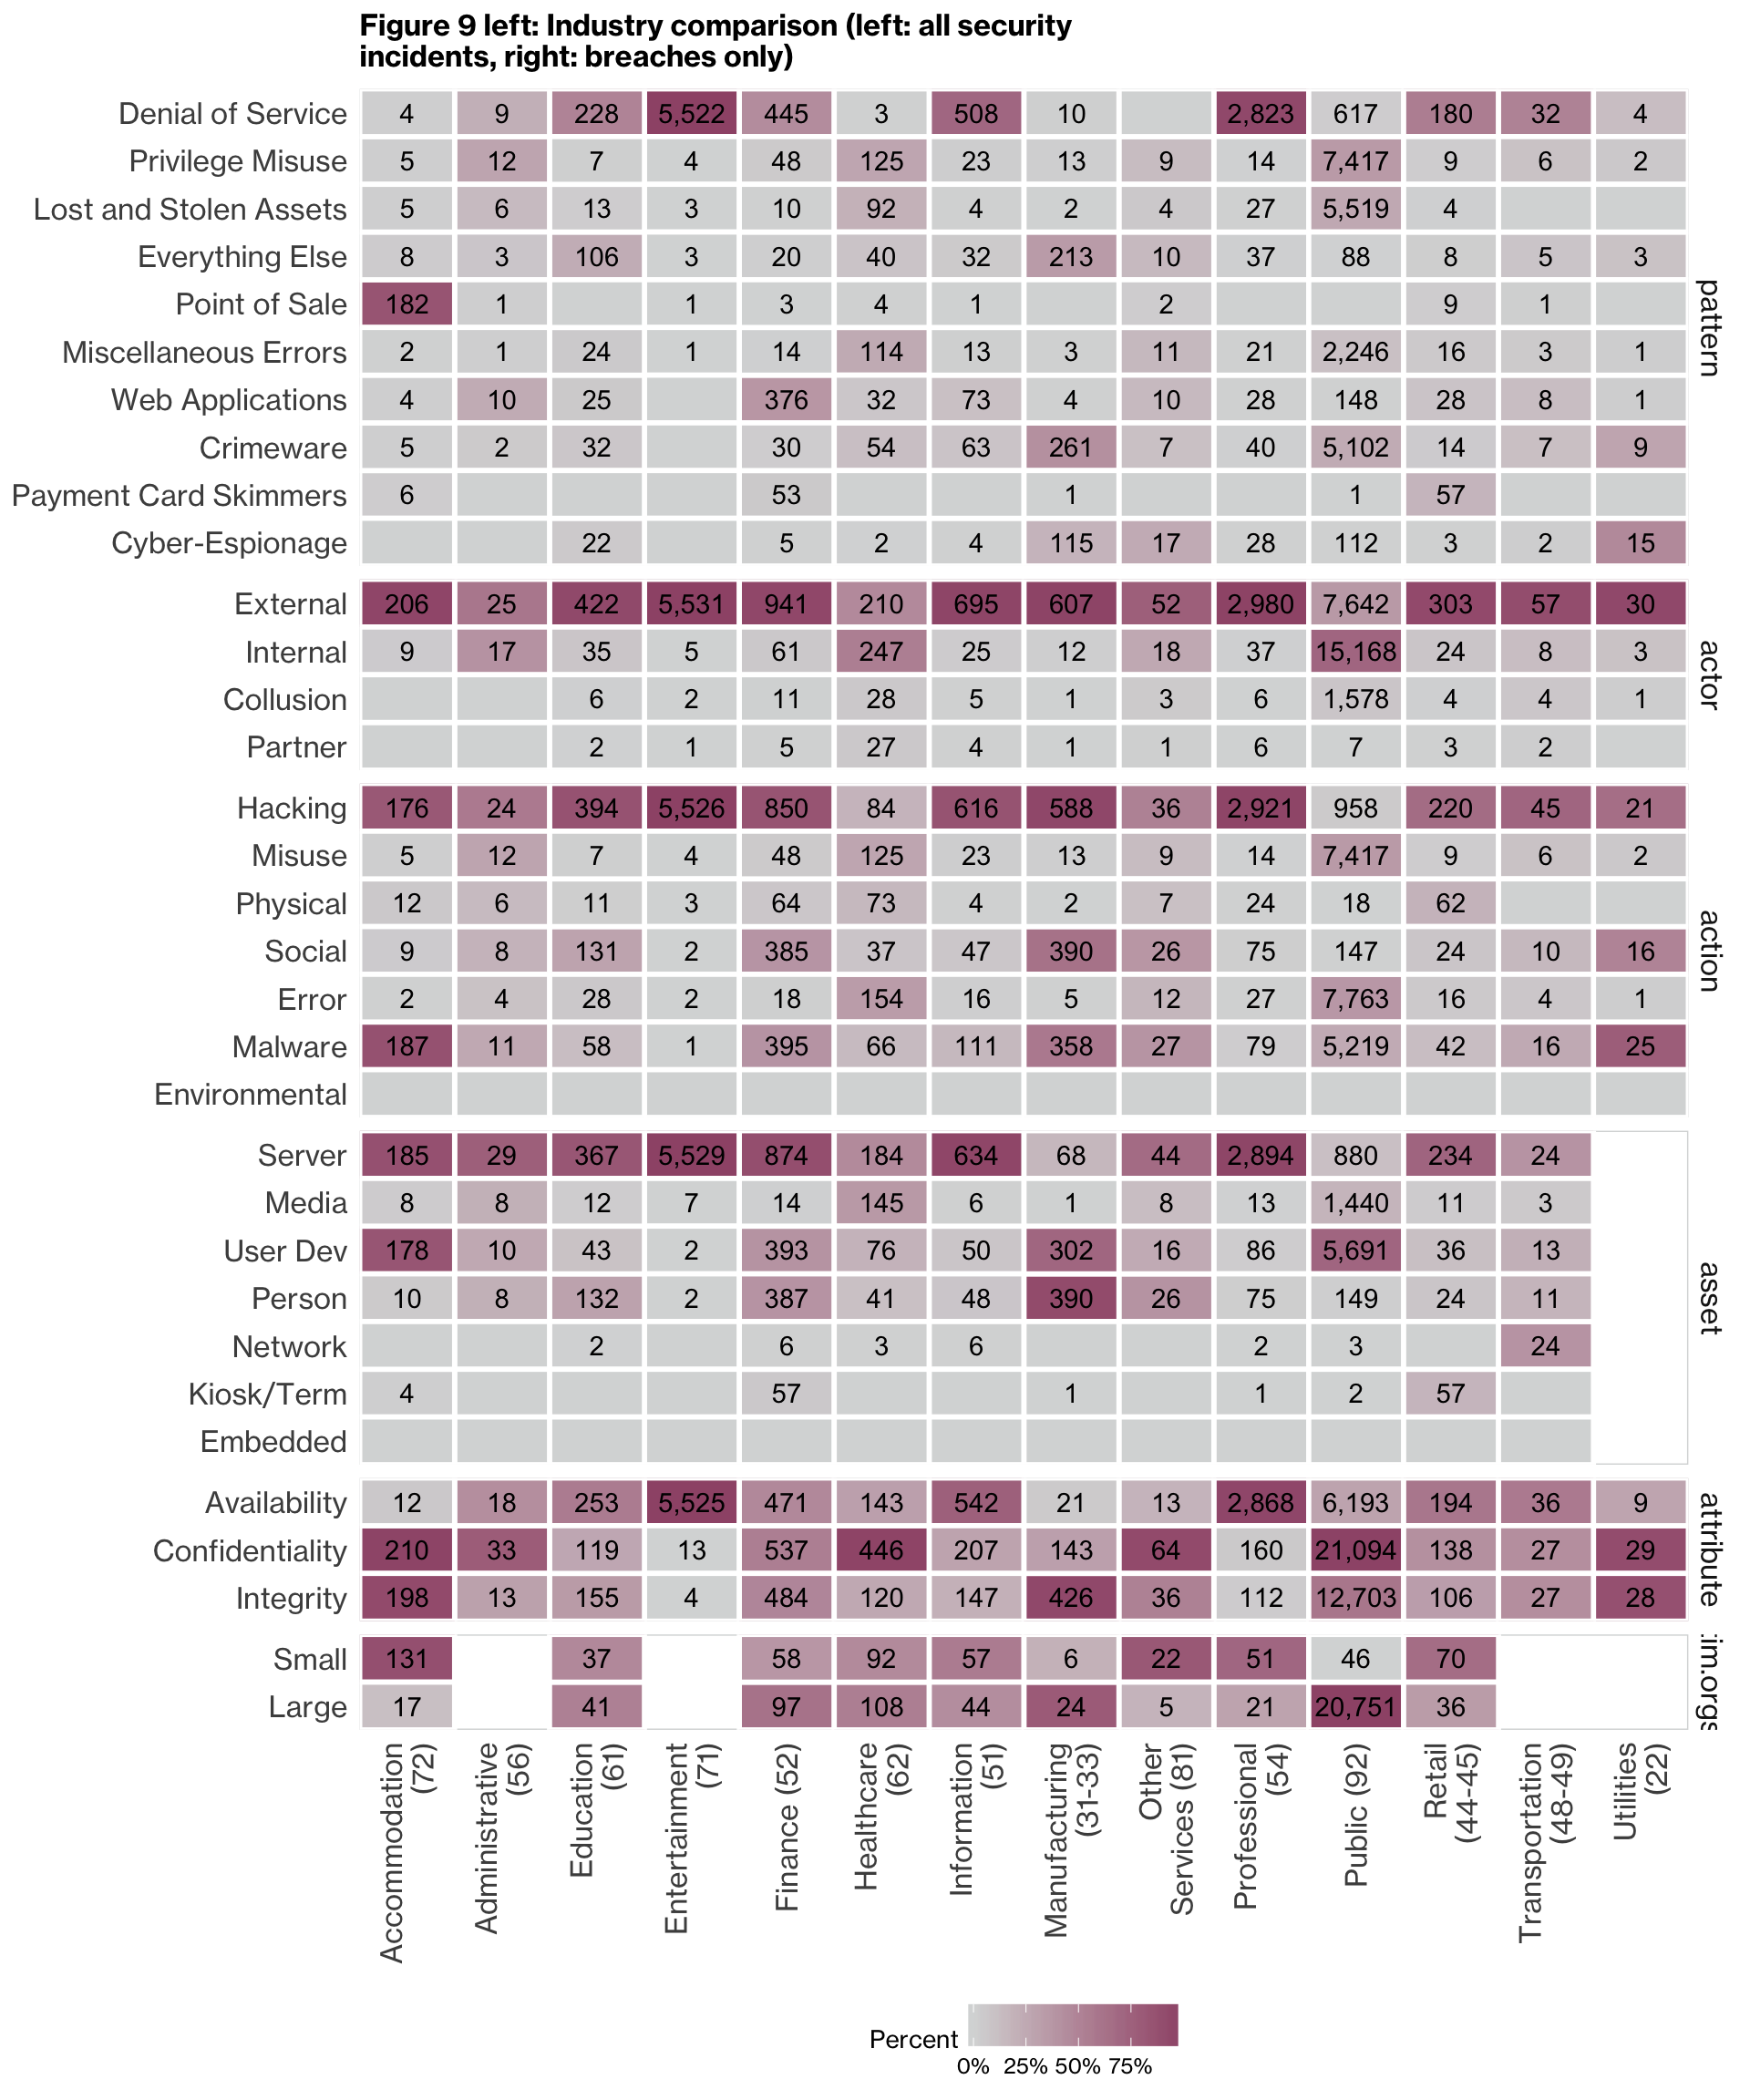 Figure 9 left: Industry comparison (left: all security
incidents, right: breaches only)
Denial of Service 4 9 228 5,522 445 3 508 10 2,823 617 180 32 4
Privilege Misuse 5 12 7 4 48 125 23 13 9 14 7,417 9 6 2
Lost and Stolen Assets 5 6 13 3 10 92 4 2 4 27 5,519 4
Everything Else 8 3 106 3 20 40 32 213 10 37 88 8 5 3
Point of Sale 182 1 1 3 4 1 2 9 1
Miscellaneous Errors 2 1 24 1 14 114 13 3 11 21 2,246 16 3 1
Web Applications 4 10 25 376 32 73 4 10 28 148 28 8 1
Crimeware 5 2 32 30 54 63 261 7 40 5,102 14 7 9
Payment Card Skimmers 6 53 1 1 57
Cyber-Espionage 22 5 2 4 115 17 28 112 3 2 15
pattern
External 206 25 422 5,531 941 210 695 607 52 2,980 7,642 303 57 30
Internal 9 17 35 5 61 247 25 12 18 37 15,168 24 8 3
Collusion 6 2 11 28 5 1 3 6 1,578 4 4 1
Partner 2 1 5 27 4 1 1 6 7 3 2
actor
Hacking 176 24 394 5,526 850 84 616 588 36 2,921 958 220 45 21
Misuse 5 12 7 4 48 125 23 13 9 14 7,417 9 6 2
Physical 12 6 11 3 64 73 4 2 7 24 18 62
Social 9 8 131 2 385 37 47 390 26 75 147 24 10 16
Error 2 4 28 2 18 154 16 5 12 27 7,763 16 4 1
Malware 187 11 58 1 395 66 111 358 27 79 5,219 42 16 25
Environmental
action
Server 185 29 367 5,529 874 184 634 68 44 2,894 880 234 24
Media 8 8 12 7 14 145 6 1 8 13 1,440 11 3
User Dev 178 10 43 2 393 76 50 302 16 86 5,691 36 13
Person 10 8 132 2 387 41 48 390 26 75 149 24 11
Network 2 6 3 6 2 3 24
Kiosk/Term 4 57 1 1 2 57
Embedded
asset
Availability 12 18 253 5,525 471 143 542 21 13 2,868 6,193 194 36 9
Confidentiality 210 33 119 13 537 446 207 143 64 160 21,094 138 27 29
Integrity 198 13 155 4 484 120 147 426 36 112 12,703 106 27 28
attribute
Small 131 37 58 92 57 6 22 51 46 70
Large 17 41 97 108 44 24 5 21 20,751 36
Accommodation
(72)
Administrative
(56)
Education
(61)
Entertainment
(71)
Finance (52)
Healthcare
(62)
Information
(51)
Manufacturing
(31-33)
Other
Services (81)
Professional
(54)
Public (92)
Retail
(44-45)
Transportation
(48-49)
Utilities
(22)
Percent
0% 25% 50% 75%